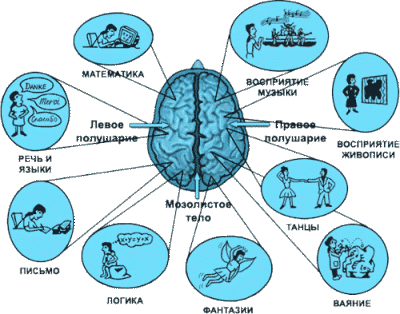 МАТЕМАТИКА
ВОСПРИЯТИЕ
МУЗЫКИ
DANKE
Merci
Спасибо
РЕЧЬ И
ЯЗЫКИ
Левое
полушарие
Правое
полушарие
ВОСПРИЯТИЕ
ЖИВОПИСИ
Мозолистое
тело
ТАНЦЫ
ПИСЬМО
x+y=y+x
ЛОГИКА
ФАНТАЗИИ
ВАЯНИЕ